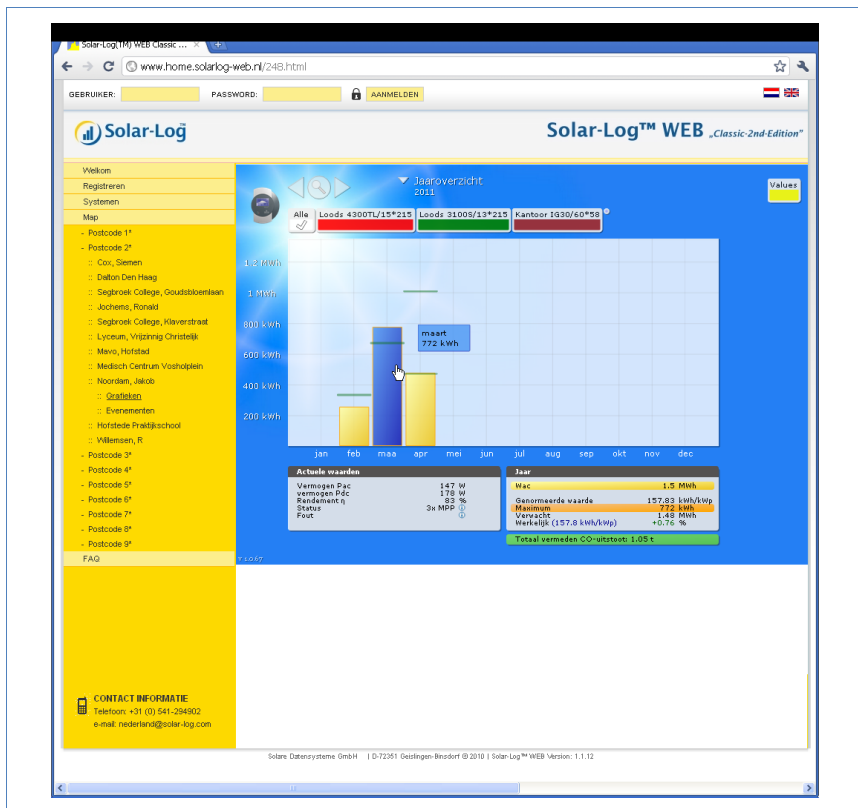 Solar-Log(TM) WEB Classic ...
www.home.solarlog-web.nl/248.html
GEBRUIKER: PASSWORD: AANMELDEN
Solar-Log™
Solar-Log™ WEB „Classic-2nd-Edition"
Welkom
Registreren
Systemen
Map
- Postcode 1*
- Postcode 2*
:: Cox, Siemen
:: Dalton Den Haag
:: Segbroek College, Goudsbloemlaan
:: Jochems, Ronald
:: Segbroek College, Klaverstraat
:: Lyceum, Vrijzinnig Christelijk
:: Mavo, Hofstad
:: Medisch Centrum Vosholplein
:: Noordam, Jakob
:: Grafieken
:: Evenementen
:: Hofstede Praktijkschool
:: Willemsen, R
- Postcode 3*
- Postcode 4*
- Postcode 5*
- Postcode 6*
- Postcode 7*
- Postcode 8*
- Postcode 9*
FAQ
CONTACT INFORMATIE
Telefoon: +31 (0) 541-294902
e-mail: nederland@solar-log.com
Jaaroverzicht
2011
Values
Alle Loods 4300TL/15*215 Loods 3100S/13*215 Kantoor IG30/60*58
1.2 MWh
1 MWh
800 kWh
600 kWh
400 kWh
200 kWh
maart
772 kWh
jan feb maa apr mei jun jul aug sep okt nov dec
Actuele waarden
Vermogen Pac 147 W
vermogen Pdc 178 W
Rendement η 83 %
Status 3x MPP
Fout
Jaar
Wac 1.5 MWh
Genormeerde waarde 157.83 kWh/kWp
Maximum 772 kWh
Verwacht 1.48 MWh
Werkelijk (157.8 kWh/kWp) +0.76 %
Totaal vermeden CO-uitstoot: 1.05 t
V 1.0.67
Solare Datensysteme GmbH | D-72351 Geislingen-Binsdorf @ 2010 | Solar-Log™ WEB Version: 1.1.12